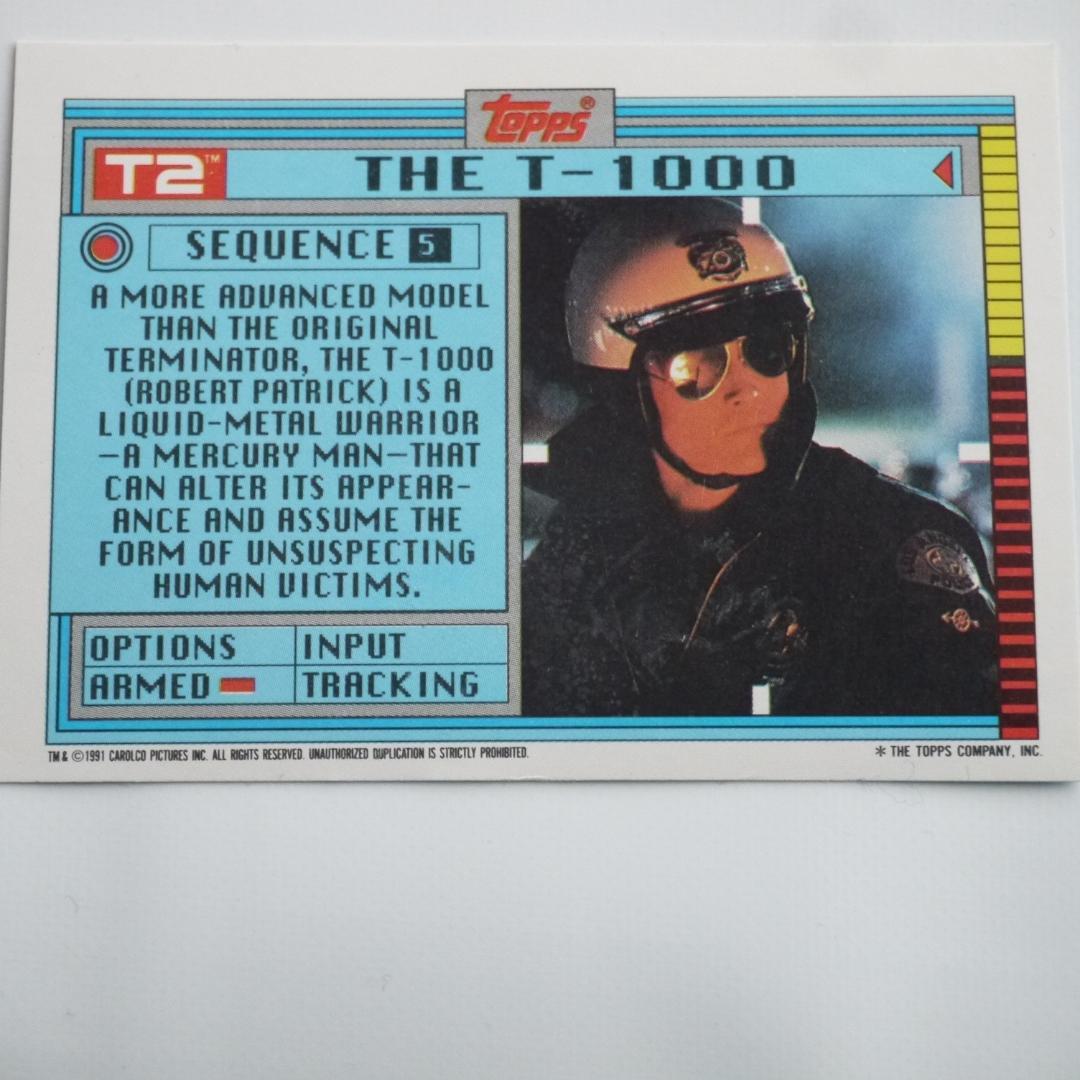 Topps®
T2™
THE T-1000
SEQUENCE 5
A MORE ADVANCED MODEL
THAN THE ORIGINAL
TERMINATOR, THE T-1000
(ROBERT PATRICK) IS A
LIQUID-METAL WARRIOR
—A MERCURY MAN—THAT
CAN ALTER ITS APPEAR-
ANCE AND ASSUME THE
FORM OF UNSUSPECTING
HUMAN VICTIMS.
OPTIONS INPUT
ARMED TRACKING
TM & ©1991 CAROLCO PICTURES INC. ALL RIGHTS RESERVED. UNAUTHORIZED DUPLICATION IS STRICTLY PROHIBITED.
* THE TOPPS COMPANY, INC.